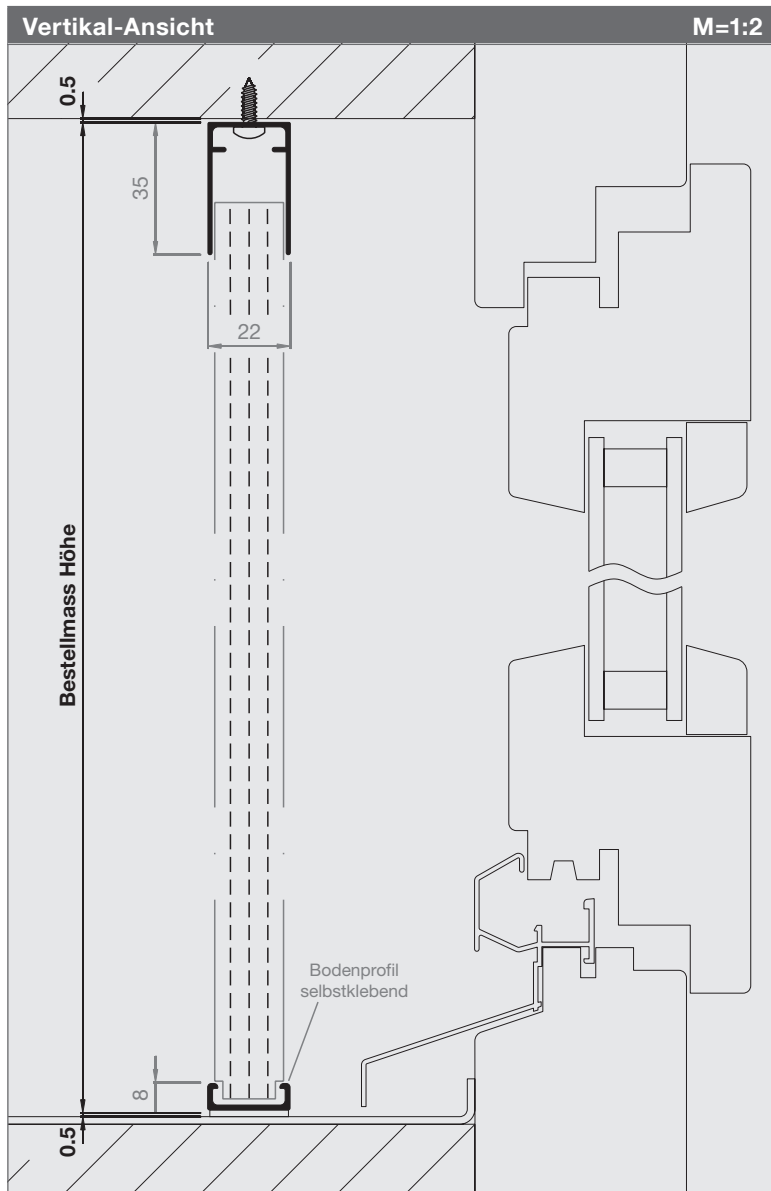 Vertikal-Ansicht M=1:2
0.5
35
22
Bestellmass Höhe
Bodenprofil
selbstklebend
8
0.5